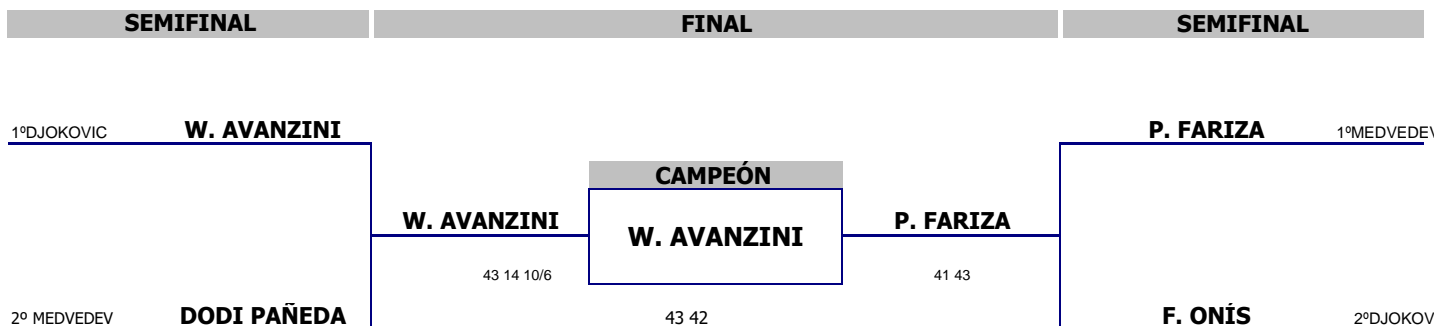 SEMIFINAL FINAL SEMIFINAL
1ºDJOKOVIC W. AVANZINI P. FARIZA 1ºMEDVEDEV
CAMPEÓN
W. AVANZINI W. AVANZINI P. FARIZA
43 14 10/6 41 43
2º MEDVEDEV DODI PAÑEDA 43 42 F. ONÍS 2ºDJOKOV